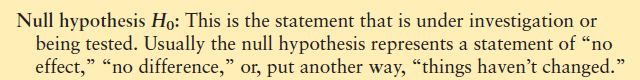 Null hypothesis H₀: This is the statement that is under investigation or
being tested. Usually the null hypothesis represents a statement of “no
effect,” “no difference,” or, put another way, “things haven’t changed.”